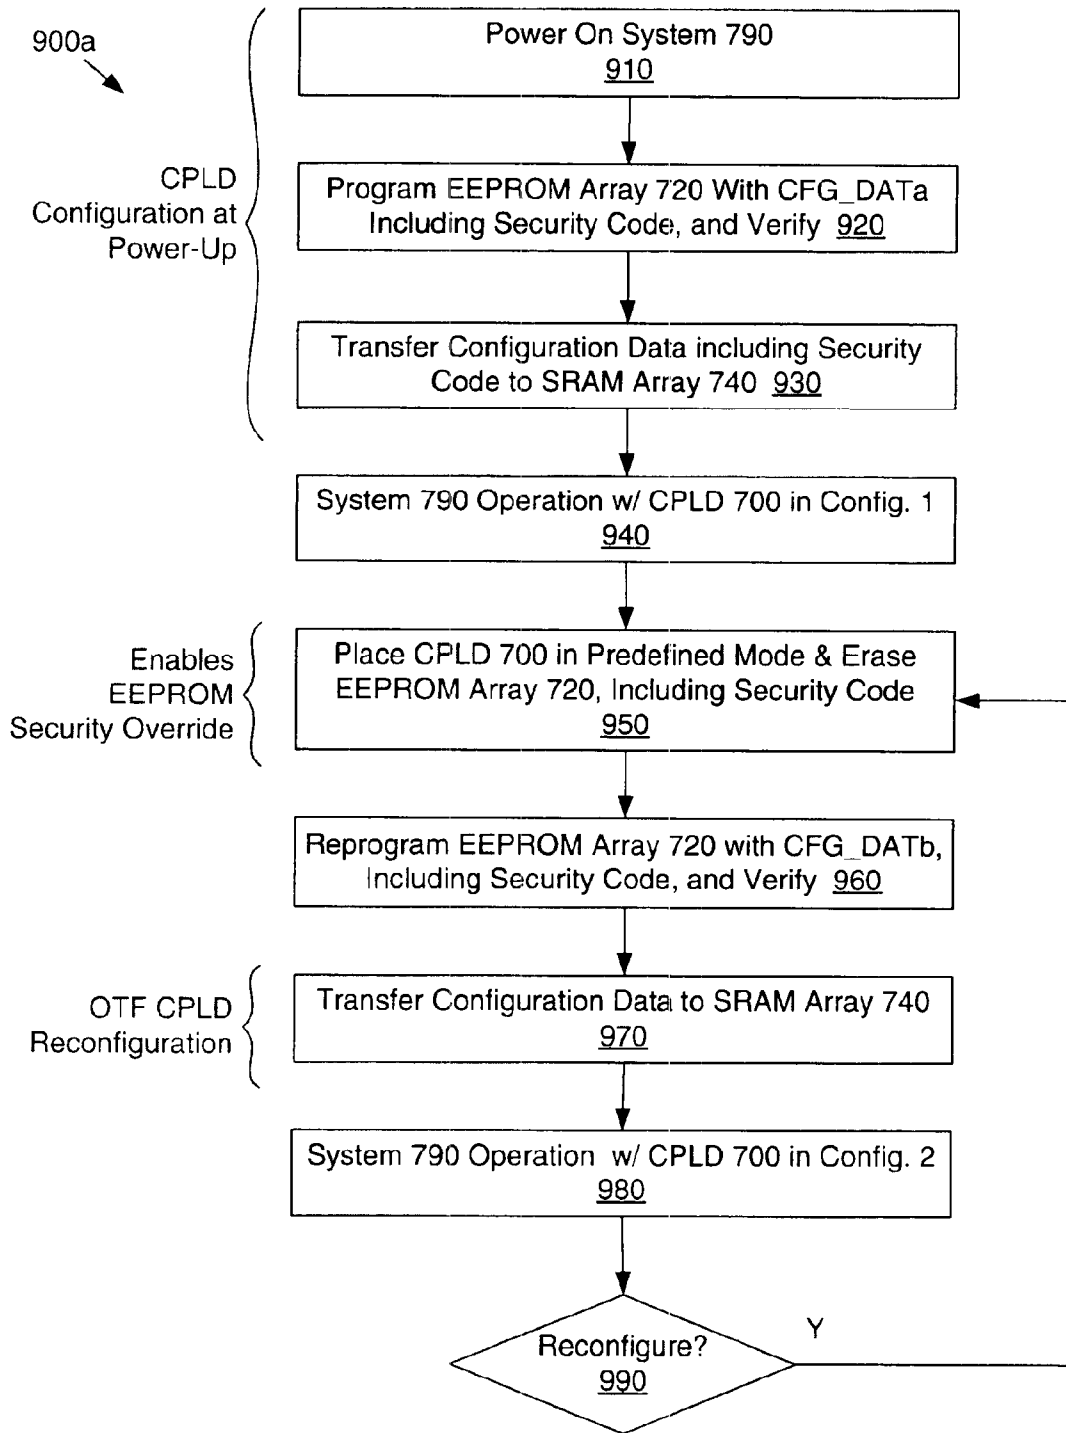 900a
Power On System 790
910
CPLD
Configuration at
Power-Up
Program EEPROM Array 720 With CFG_DATa
Including Security Code, and Verify 920
Transfer Configuration Data including Security
Code to SRAM Array 740 930
System 790 Operation w/ CPLD 700 in Config. 1
940
Enables
EEPROM
Security Override
Place CPLD 700 in Predefined Mode & Erase
EEPROM Array 720, Including Security Code
950
Reprogram EEPROM Array 720 with CFG_DATb,
Including Security Code, and Verify 960
OTF CPLD
Reconfiguration
Transfer Configuration Data to SRAM Array 740
970
System 790 Operation w/ CPLD 700 in Config. 2
980
Reconfigure?
990
Y